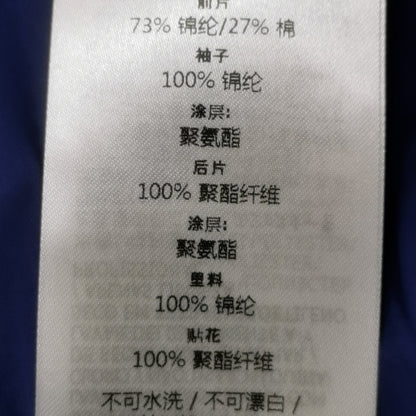 前片
73% 锦纶/27% 棉
袖子
100% 锦纶
涂层:
聚氨酯
后片
100% 聚酯纤维
涂层:
聚氨酯
里料
100% 锦纶
贴花
100% 聚酯纤维
不可水洗 / 不可漂白 /